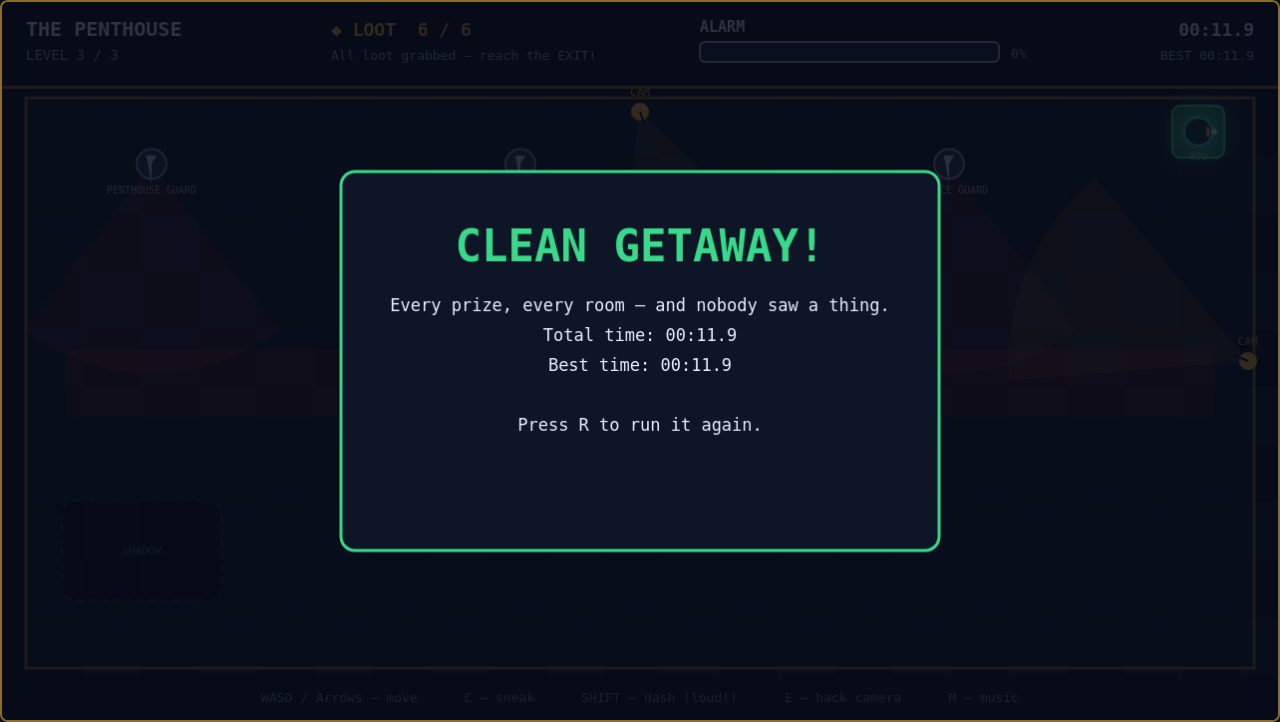 THE PENTHOUSE
LEVEL 3 / 3
◆ LOOT 6 / 6
All loot grabbed — reach the EXIT!
ALARM
0%
00:11.9
BEST 00:11.9
CAM
YOU
PENTHOUSE GUARD
CE GUARD
CLEAN GETAWAY!
Every prize, every room — and nobody saw a thing.
Total time: 00:11.9
Best time: 00:11.9
Press R to run it again.
CAM
SHADOW
WASD / Arrows — move C — sneak SHIFT — dash (loud!) E — hack camera M — music